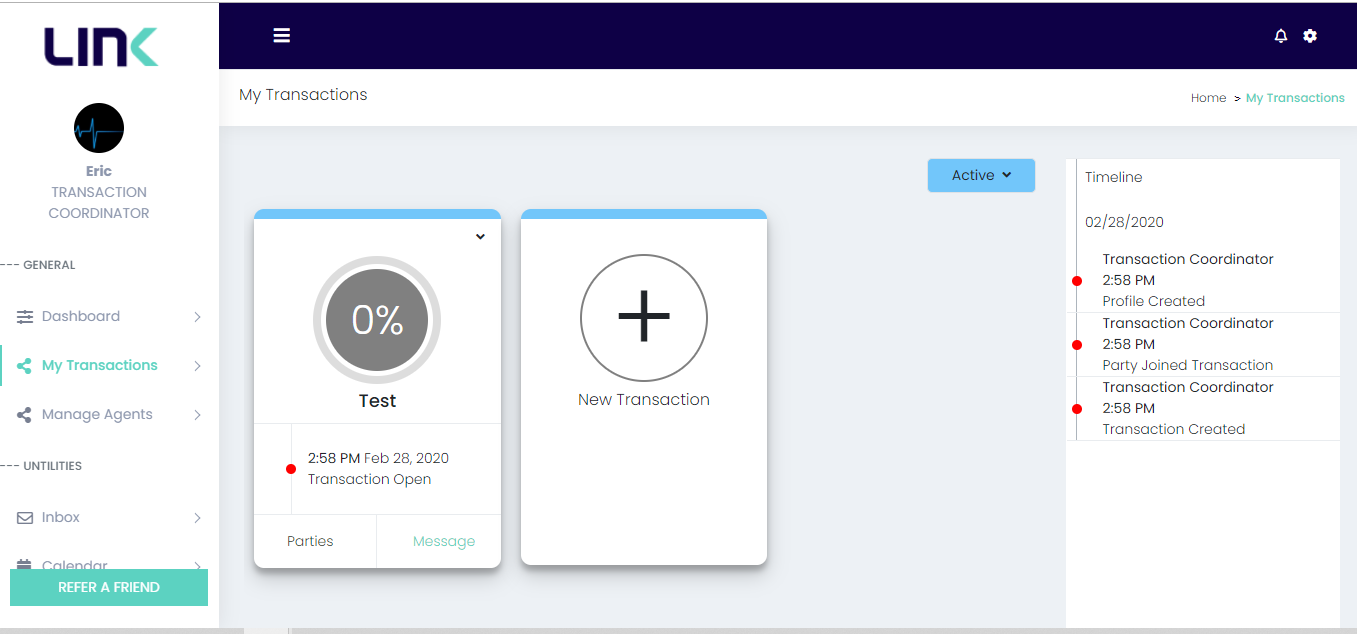 LINK
Eric
TRANSACTION
COORDINATOR
--- GENERAL
Dashboard
My Transactions
Manage Agents
--- UNTILITIES
Inbox
Calendar
REFER A FRIEND
My Transactions
Home > My Transactions
Active
0%
Test
2:58 PM Feb 28, 2020
Transaction Open
Parties
Message
New Transaction
Timeline
02/28/2020
Transaction Coordinator
2:58 PM
Profile Created
Transaction Coordinator
2:58 PM
Party Joined Transaction
Transaction Coordinator
2:58 PM
Transaction Created